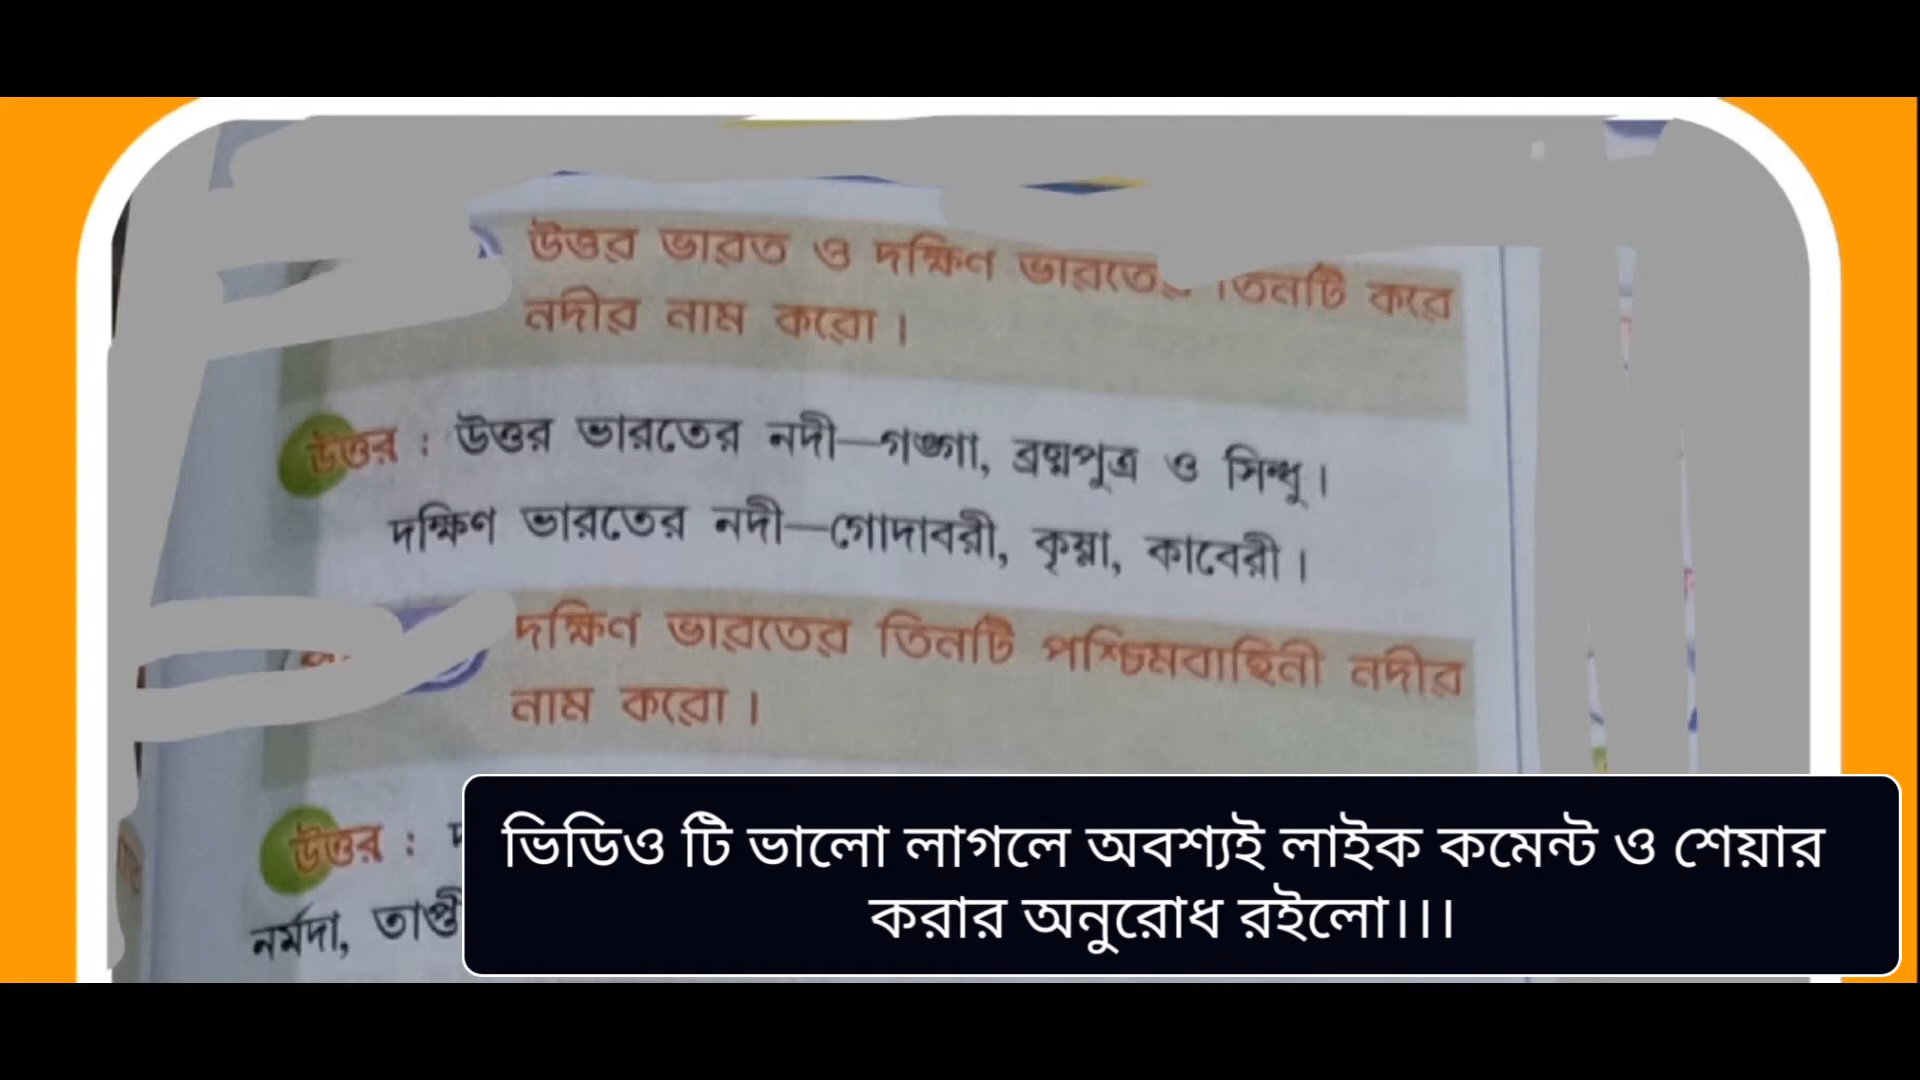 উত্তর ভারত ও দক্ষিণ ভারতের তিনটি করে
নদীর নাম করো।
উত্তর : উত্তর ভারতের নদী—গঙ্গা, ব্রহ্মপুত্র ও সিন্ধু।
দক্ষিণ ভারতের নদী—গোদাবরী, কৃষ্ণা, কাবেরী।
দক্ষিণ ভারতের তিনটি পশ্চিমবাহিনী নদীর
নাম করো।
উত্তর :
নর্মদা, তাপ্তী
ভিডিও টি ভালো লাগলে অবশ্যই লাইক কমেন্ট ও শেয়ার
করার অনুরোধ রইলো।।।